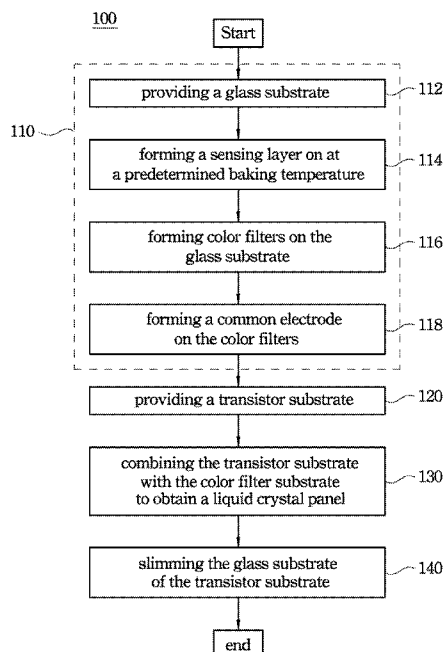 100
Start
110
providing a glass substrate
112
forming a sensing layer on at
a predetermined baking temperature
114
forming color filters on the
glass substrate
116
forming a common electrode
on the color filters
118
providing a transistor substrate
120
combining the transistor substrate
with the color filter substrate
to obtain a liquid crystal panel
130
slimming the glass substrate
of the transistor substrate
140
end